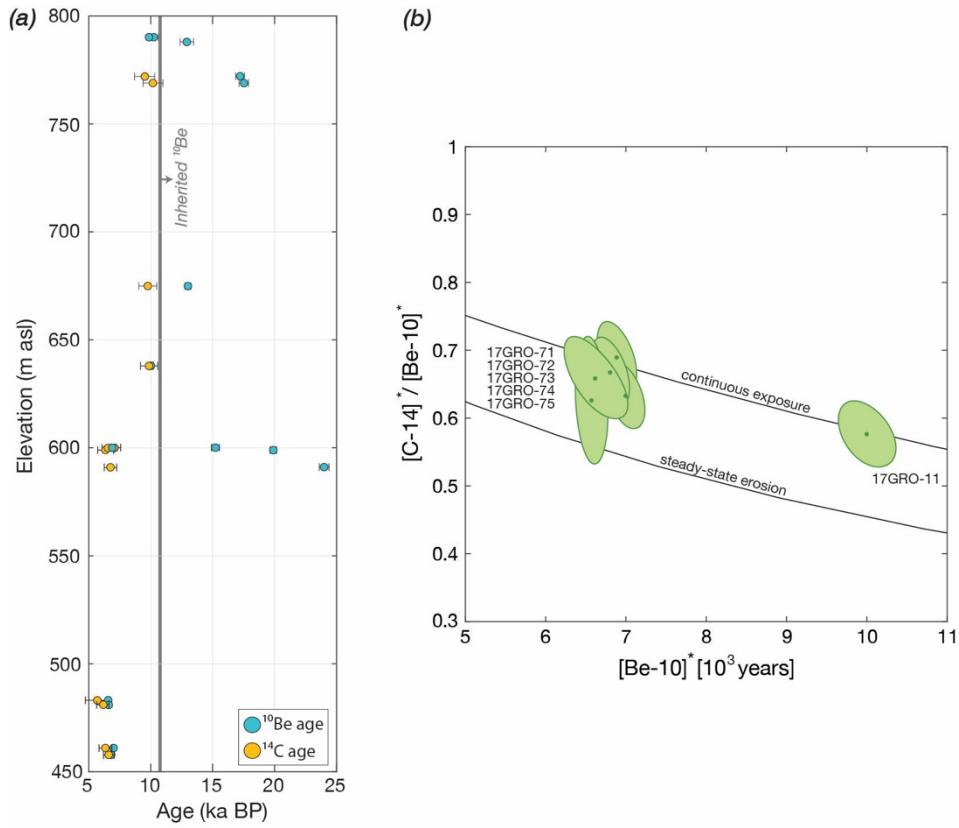 (a)
800
750
700
650
600
550
500
450
Elevation (m asl)
Inherited ¹⁰Be
¹⁰Be age
¹⁴C age
5
10
15
20
25
Age (ka BP)
(b)
1
0.9
0.8
0.7
0.6
0.5
0.4
0.3
[C-14]* / [Be-10]*
17GRO-71
17GRO-72
17GRO-73
17GRO-74
17GRO-75
continuous exposure
steady-state erosion
17GRO-11
5
6
7
8
9
10
11
[Be-10]* [10³ years]